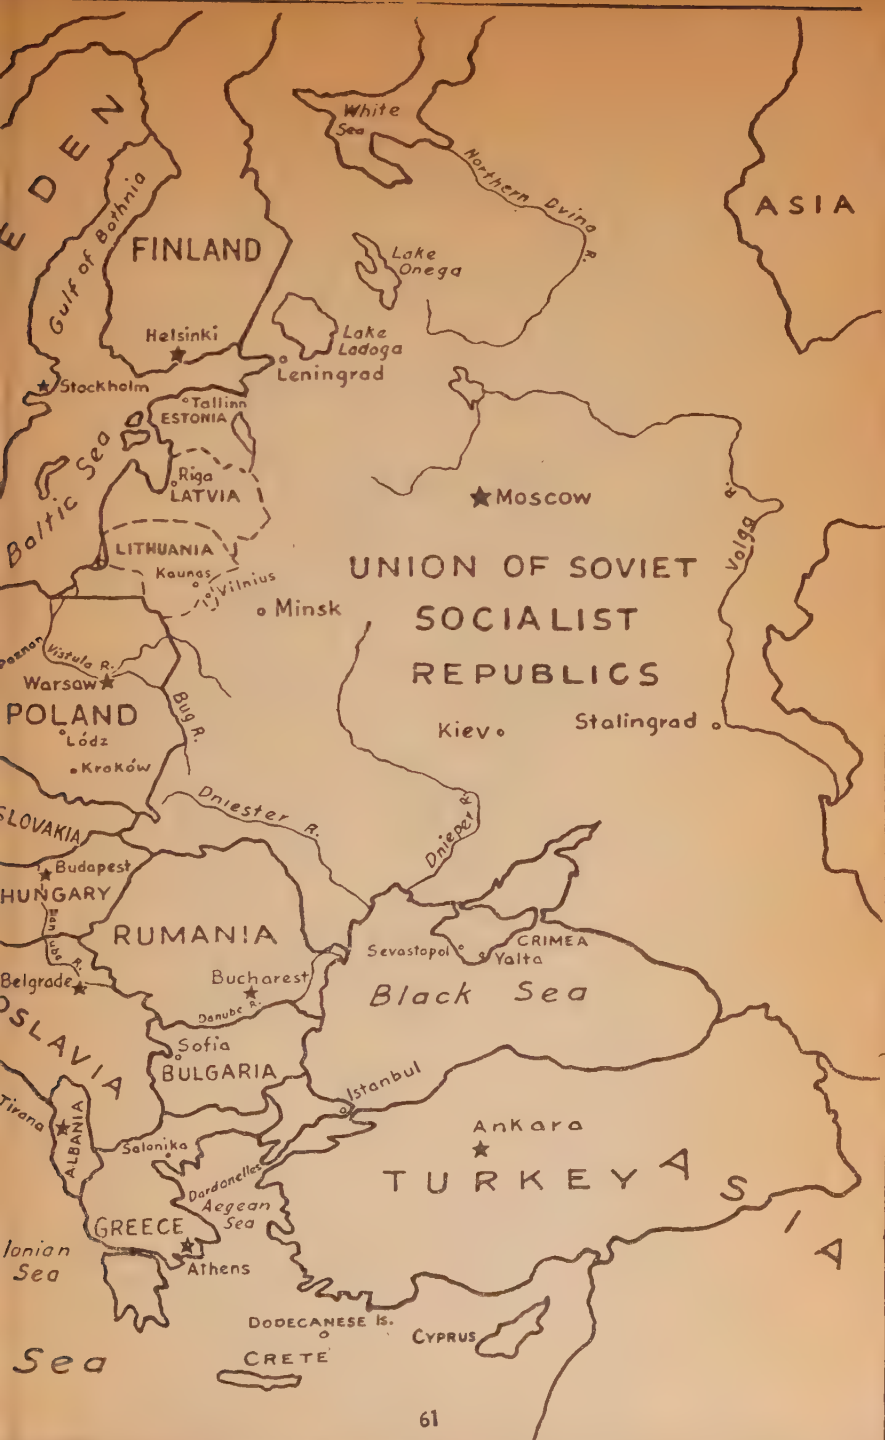 White
Sea
Northern Dvina R.
ASIA
EDEN
Gulf of Bothnia
FINLAND
Lake
Onega
Helsinki
Lake
Ladoga
Leningrad
Stockholm
Tallinn
ESTONIA
Baltic Sea
Riga
LATVIA
Moscow
Volga R.
LITHUANIA
Kaunas
Vilnius
Minsk
UNION OF SOVIET
SOCIALIST
REPUBLICS
Poznan
Vistula R.
Warsaw
Bug R.
POLAND
Łódz
Kraków
Kiev
Stalingrad
Dniester R.
Dnieper R.
SLOVAKIA
Budapest
HUNGARY
Danube R.
RUMANIA
Sevastopol
CRIMEA
Yalta
Belgrade
Bucharest
Black Sea
Danube R.
OSLAVIA
Sofia
BULGARIA
Istanbul
Tirana
ALBANIA
Salonika
Ankara
TURKEY
ASIA
Dardanelles
Aegean
Sea
GREECE
Ionian
Sea
Athens
DODECANESE Is.
CYPRUS
CRETE
Sea
61